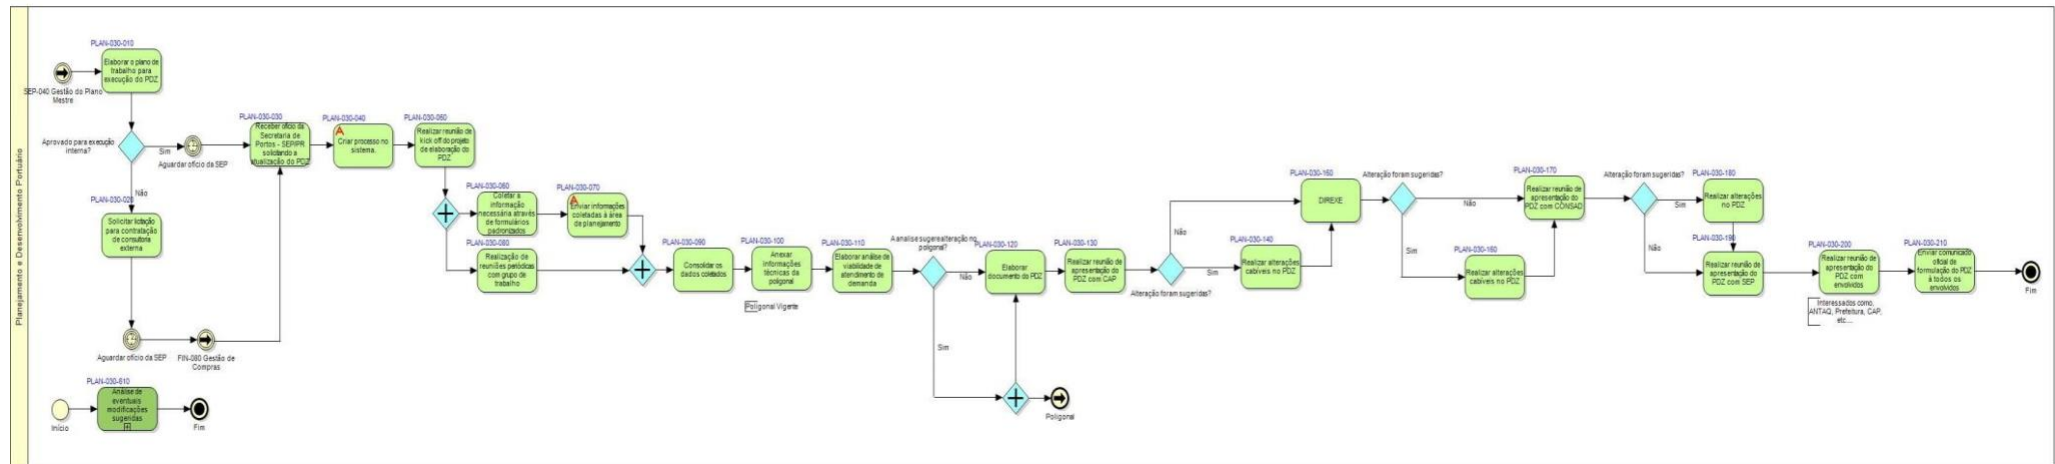 Planejamento e Desenvolvimento Portuário
PLAN-030-010
Elaborar o plano de
trabalho para
execução do PDZ
SEP-040 Gestão do Plano
Mestre
Aprovado para execução
interna?
Sim
Aguardar ofício da SEP
Não
PLAN-030-020
Solicitar licitação
para contratação
de consultoria
externa
Aguardar ofício da SEP
FIN-080 Gestão de
Compras
PLAN-030-030
Receber ofício da
Secretaria de
Portos - SEP/PR
solicitando a
atualização do PDZ
PLAN-030-040
A
Criar processo no
sistema.
PLAN-030-050
Realizar reunião de
kick off do projeto
de elaboração do
PDZ
PLAN-030-060
Coletar a
informação
necessária através
de formulários
padronizados
PLAN-030-070
A
Enviar informações
coletadas à área
de planejamento
PLAN-030-080
Realização de
reuniões periódicas
com grupo de
trabalho
PLAN-030-090
Consolidar os
dados coletados
PLAN-030-100
Anexar
informações
técnicas da
poligonal
Poligonal Vigente
PLAN-030-110
Elaborar análise de
viabilidade de
atendimento de
demanda
A analise sugere alteração no
poligonal?
Não
Sim
Poligonal
PLAN-030-120
Elaborar
documento do PDZ
PLAN-030-130
Realizar reunião de
apresentação do
PDZ com CAP
Alteração foram sugeridas?
Não
Sim
PLAN-030-140
Realizar alterações
cabíveis no PDZ
PLAN-030-150
DIREXE
Alteração foram sugeridas?
Não
Sim
PLAN-030-160
Realizar alterações
cabíveis no PDZ
PLAN-030-170
Realizar reunião de
apresentação do
PDZ com CONSAD
Alteração foram sugeridas?
Sim
Não
PLAN-030-180
Realizar alterações
no PDZ
PLAN-030-190
Realizar reunião de
apresentação do
PDZ com SEP
PLAN-030-200
Realizar reunião de
apresentação do
PDZ com
envolvidos
Interessados como,
ANTAQ, Prefeitura, CAP,
etc...
PLAN-030-210
Enviar comunicado
oficial de
formulação do PDZ
à todos os
envolvidos
Fim
Início
PLAN-030-610
Análise de
eventuais
modificações
sugeridas
Fim